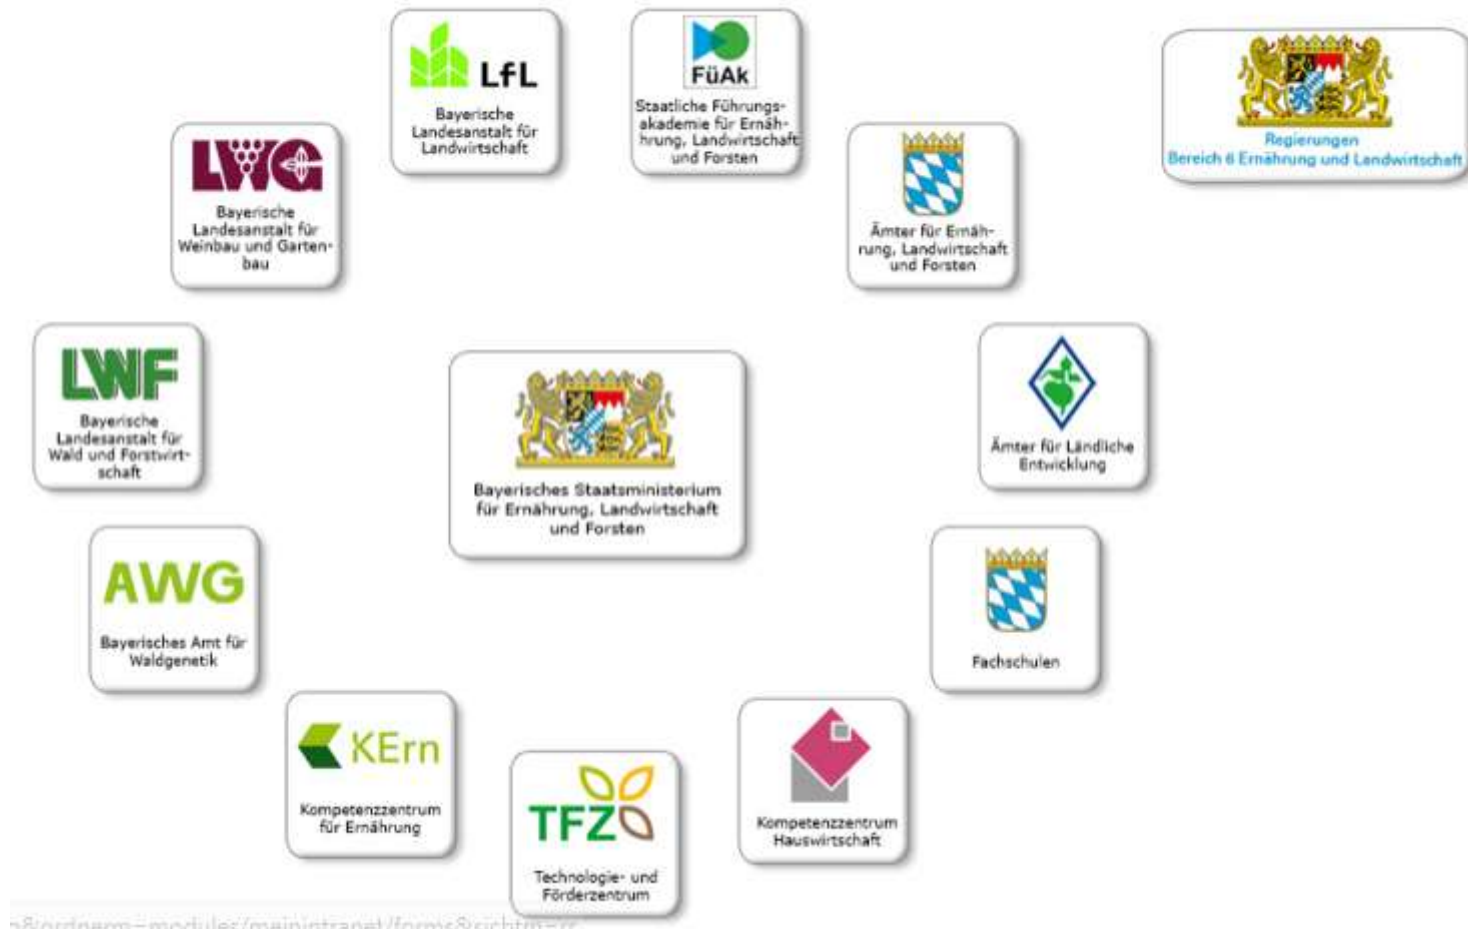 LfL
Bayerische
Landesanstalt für
Landwirtschaft
FüAk
Staatliche Führungs-
akademie für Ernäh-
hrung, Landwirtschaft
und Forsten
Regierungen
Bereich 6 Ernährung und Landwirtschaft
LWG
Bayerische
Landesanstalt für
Weinbau und Garten-
bau
Ämter für Ernäh-
rung, Landwirtschaft
und Forsten
LWF
Bayerische
Landesanstalt für
Wald und Forstwirt-
schaft
Bayerisches Staatsministerium
für Ernährung, Landwirtschaft
und Forsten
Ämter für Ländliche
Entwicklung
AWG
Bayerisches Amt für
Waldgenetik
Fachschulen
KErn
Kompetenzzentrum
für Ernährung
TFZ
Technologie- und
Förderzentrum
Kompetenzzentrum
Hauswirtschaft